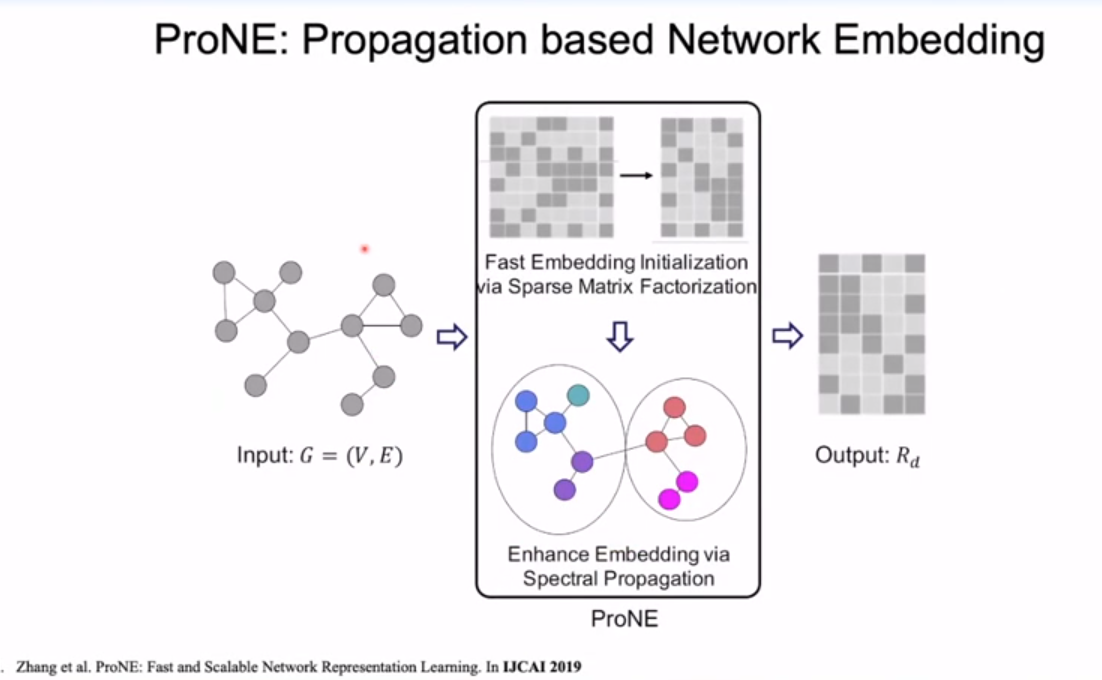 ProNE: Propagation based Network Embedding
Fast Embedding Initialization
via Sparse Matrix Factorization
Input: G = (V, E)
Output: R_d
Enhance Embedding via
Spectral Propagation
ProNE
. Zhang et al. ProNE: Fast and Scalable Network Representation Learning. In IJCAI 2019